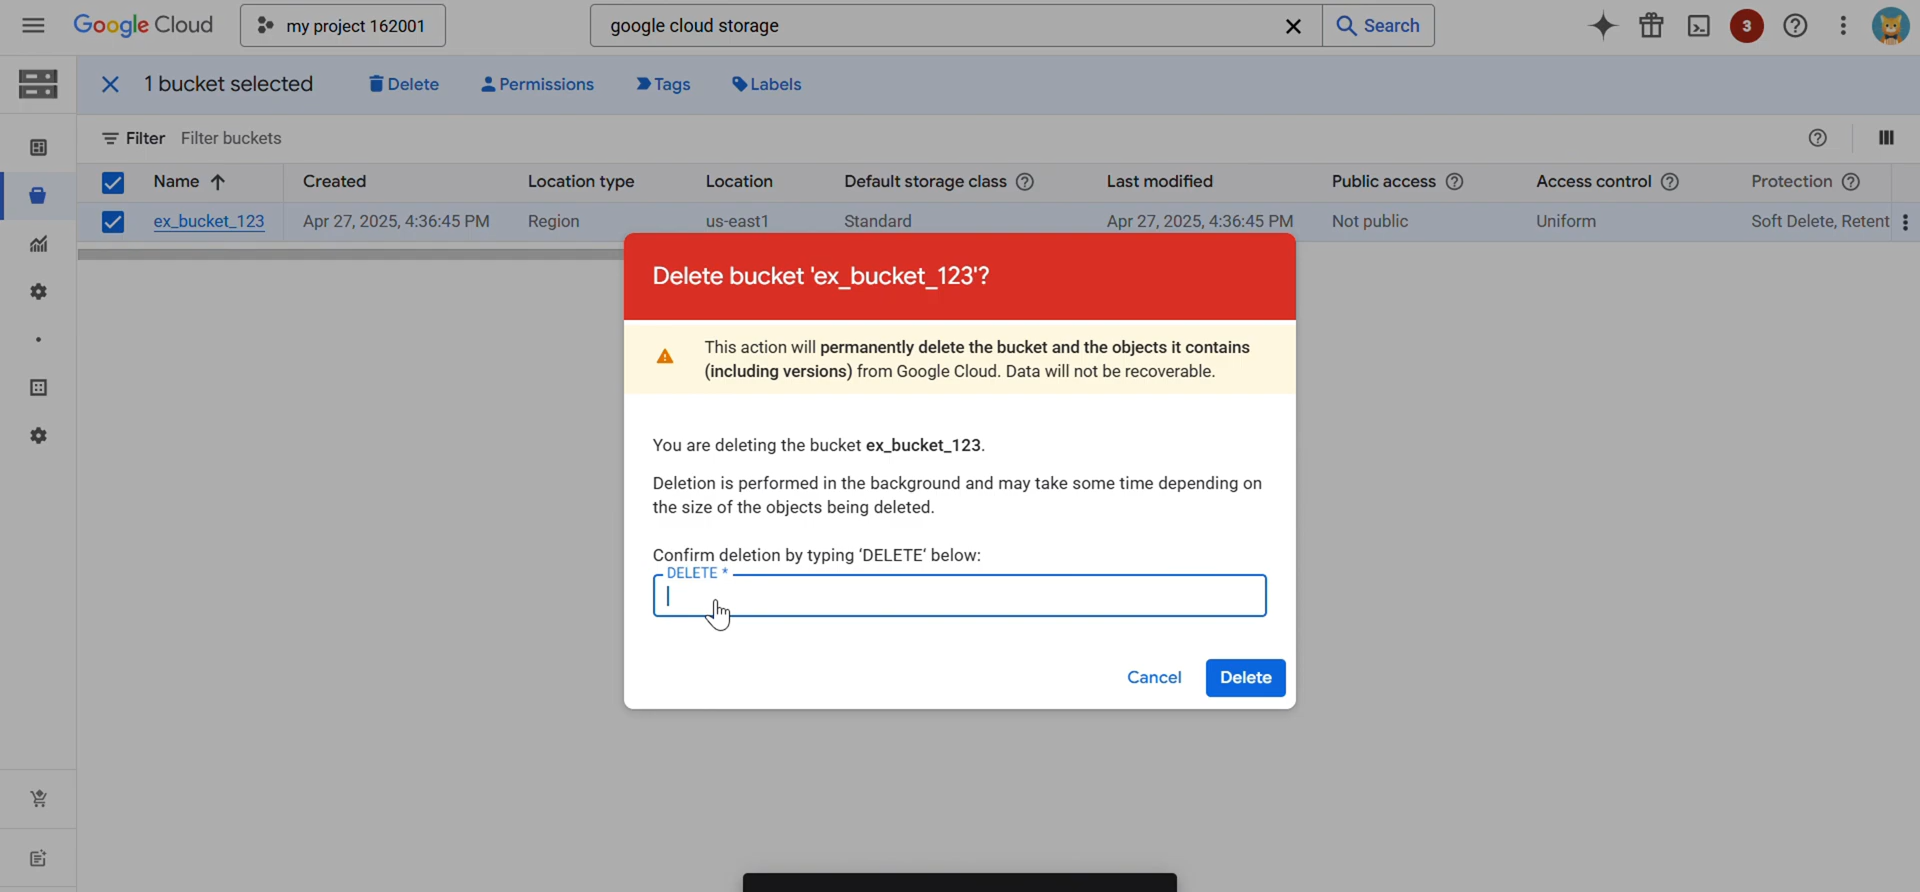 Google Cloud
my project 162001
google cloud storage
Search
3
1 bucket selected
Delete
Permissions
Tags
Labels
Filter Filter buckets
Name Created Location type Location Default storage class Last modified Public access Access control Protection
ex_bucket_123 Apr 27, 2025, 4:36:45 PM Region us-east1 Standard Apr 27, 2025, 4:36:45 PM Not public Uniform Soft Delete, Retent
Delete bucket 'ex_bucket_123'?
This action will permanently delete the bucket and the objects it contains
(including versions) from Google Cloud. Data will not be recoverable.
You are deleting the bucket ex_bucket_123.
Deletion is performed in the background and may take some time depending on
the size of the objects being deleted.
Confirm deletion by typing ‘DELETE’ below:
DELETE *
Cancel
Delete